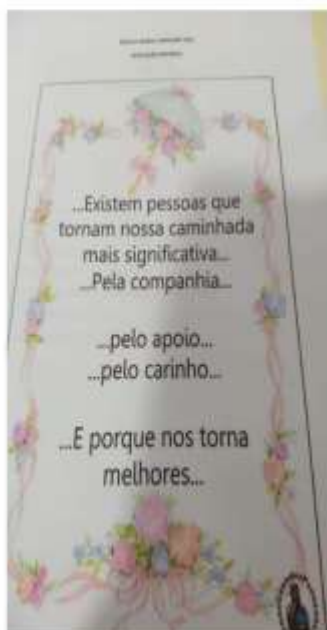 ...Existem pessoas que
tornam nossa caminhada
mais significativa...
...Pela companhia...
...pelo apoio...
...pelo carinho...
...E porque nos torna
melhores...